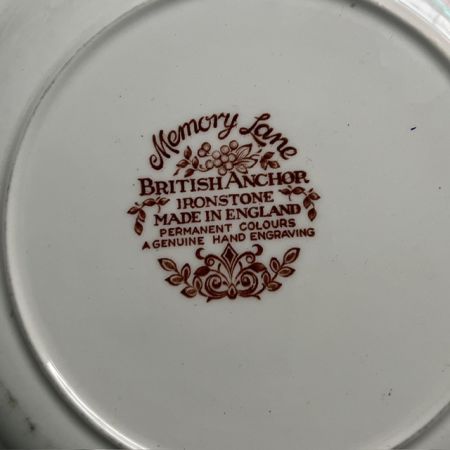 Memory Lane
BRITISH ANCHOR
IRONSTONE
MADE IN ENGLAND
PERMANENT COLOURS
A GENUINE HAND ENGRAVING